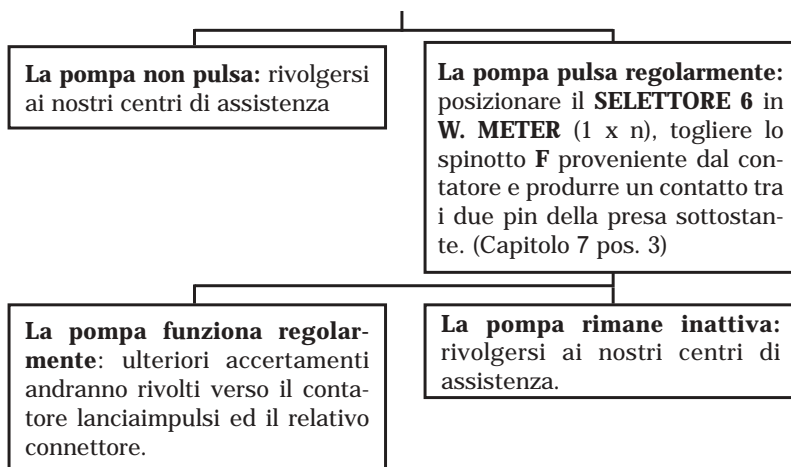 La pompa non pulsa: rivolgersi
ai nostri centri di assistenza
La pompa pulsa regolarmente:
posizionare il SELETTORE 6 in
W. METER (1 x n), togliere lo
spinotto F proveniente dal con-
tatore e produrre un contatto tra
i due pin della presa sottostan-
te. (Capitolo 7 pos. 3)
La pompa funziona regolar-
mente: ulteriori accertamenti
andranno rivolti verso il conta-
tore lanciaimpulsi ed il relativo
connettore.
La pompa rimane inattiva:
rivolgersi ai nostri centri di
assistenza.